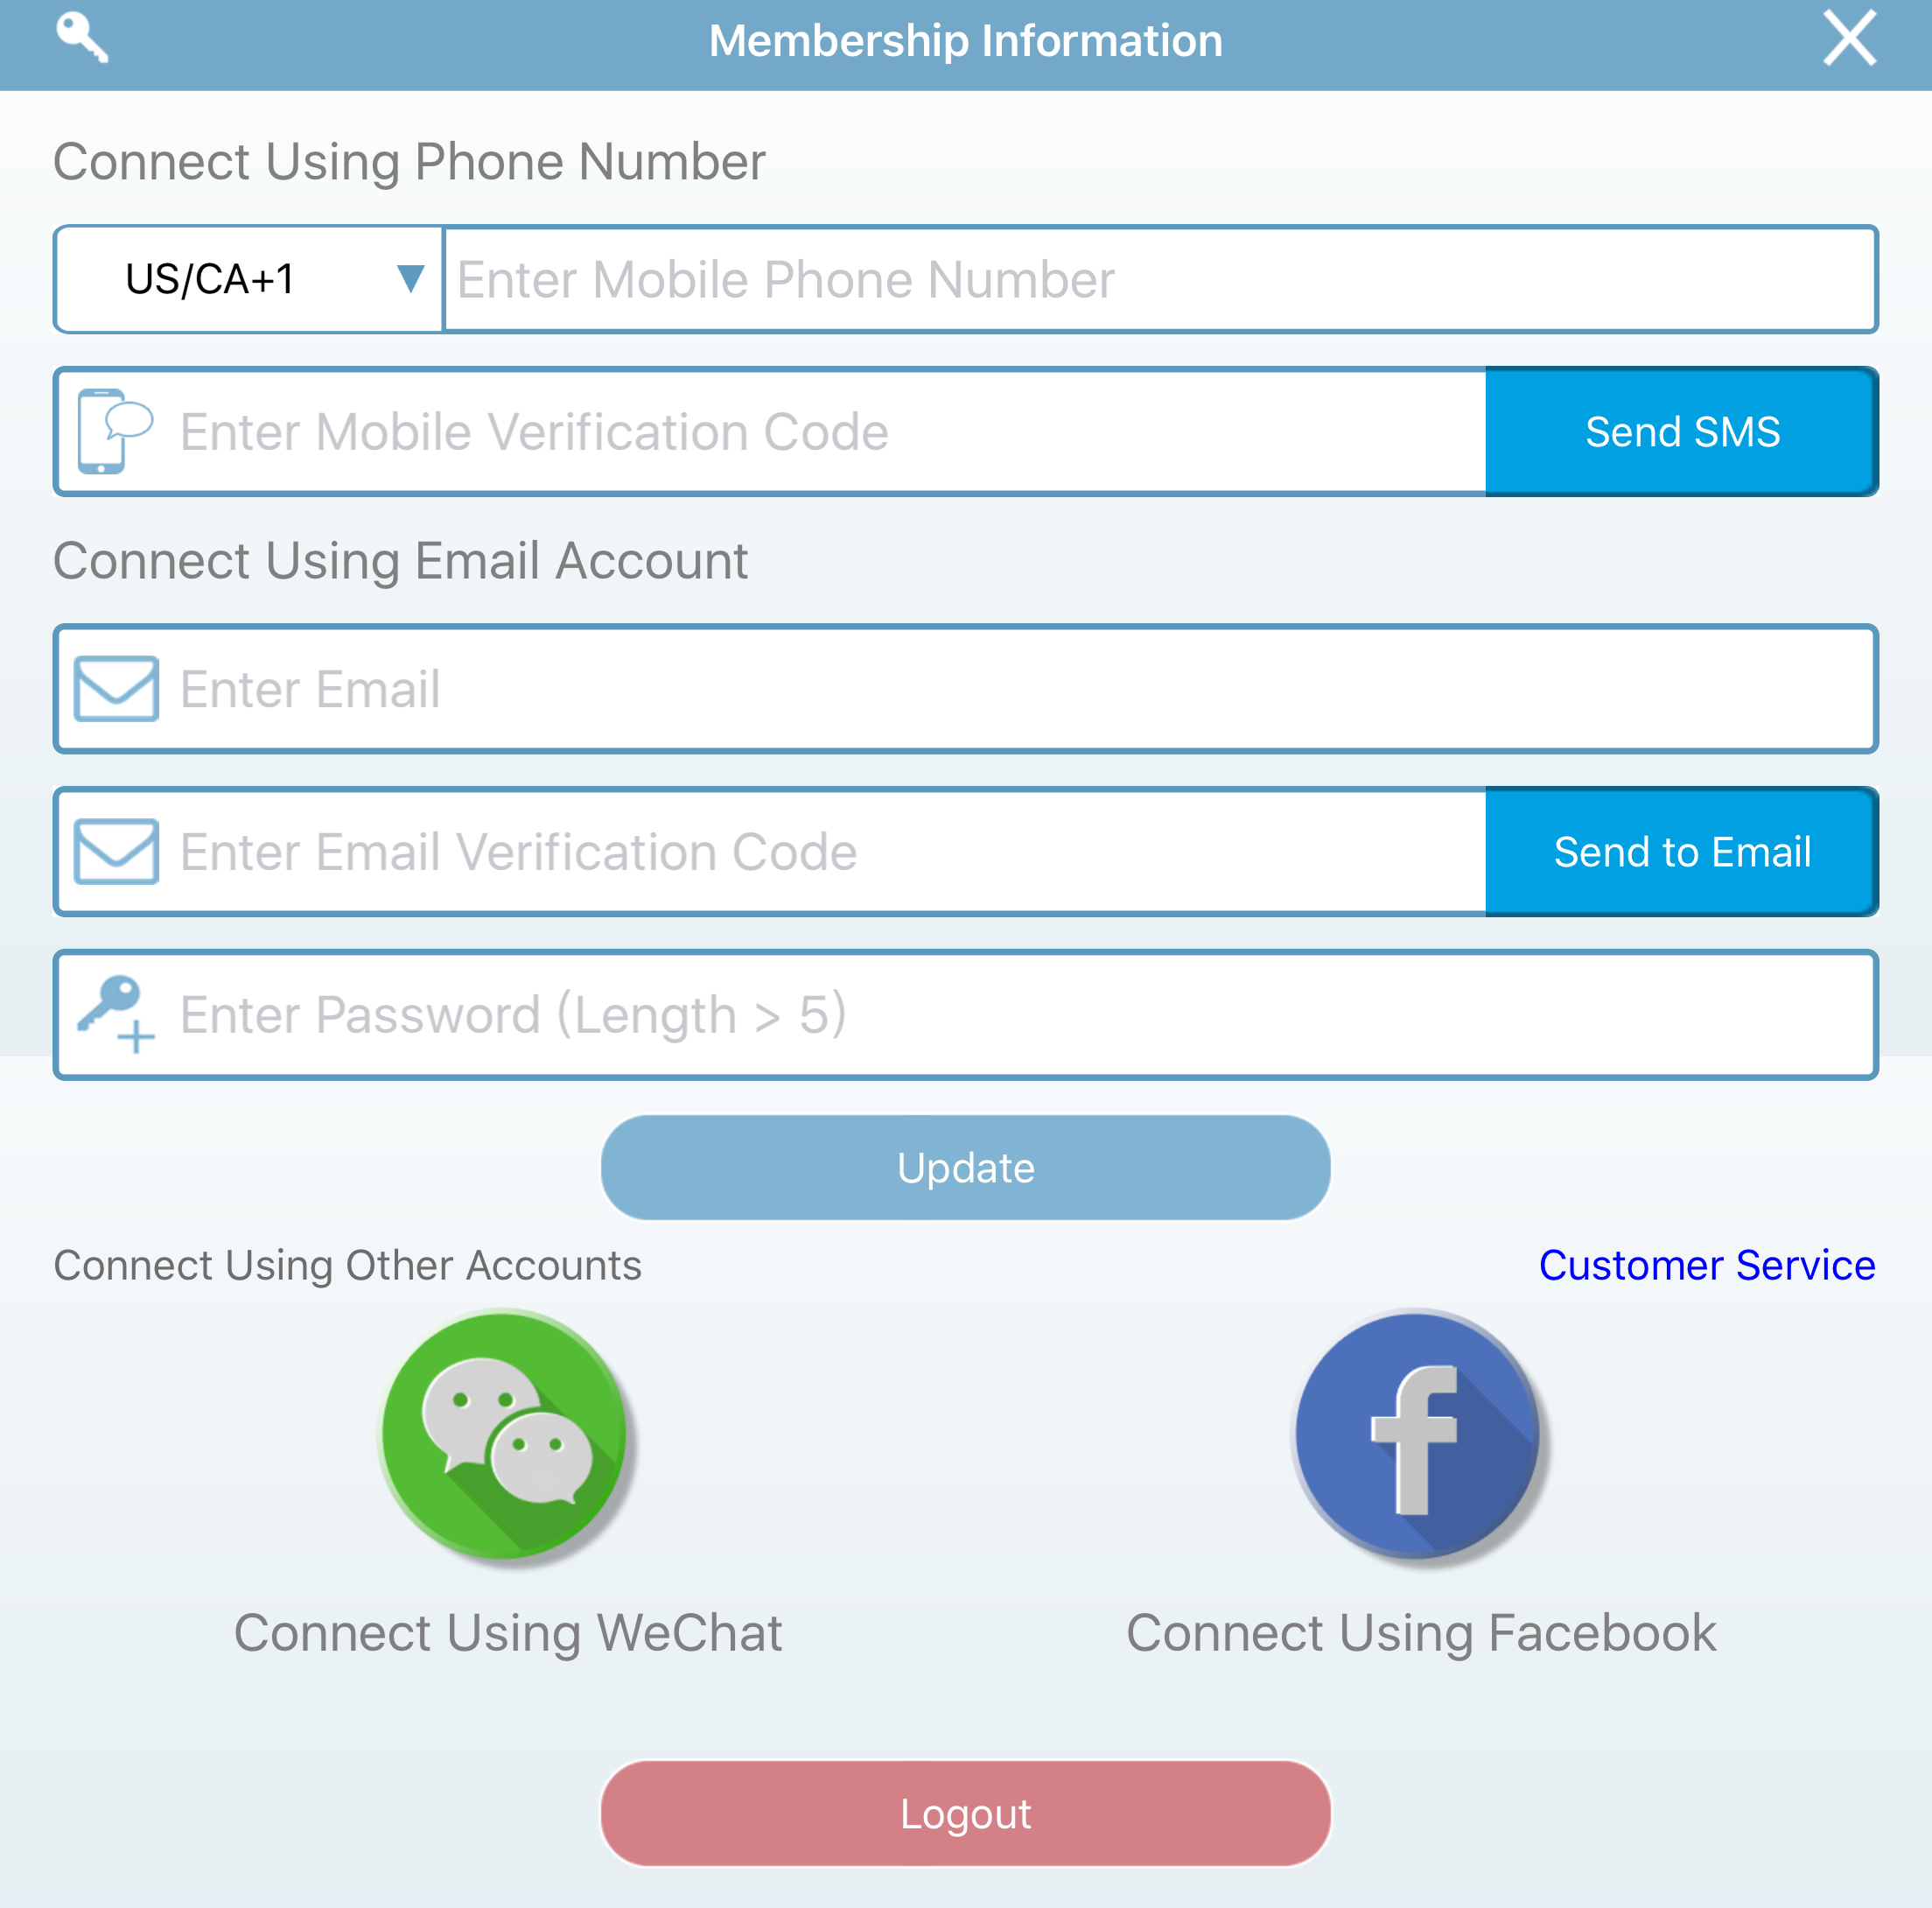 Membership Information
Connect Using Phone Number
US/CA+1 ▼ Enter Mobile Phone Number
Enter Mobile Verification Code Send SMS
Connect Using Email Account
Enter Email
Enter Email Verification Code Send to Email
Enter Password (Length > 5)
Update
Connect Using Other Accounts Customer Service
Connect Using WeChat Connect Using Facebook
Logout